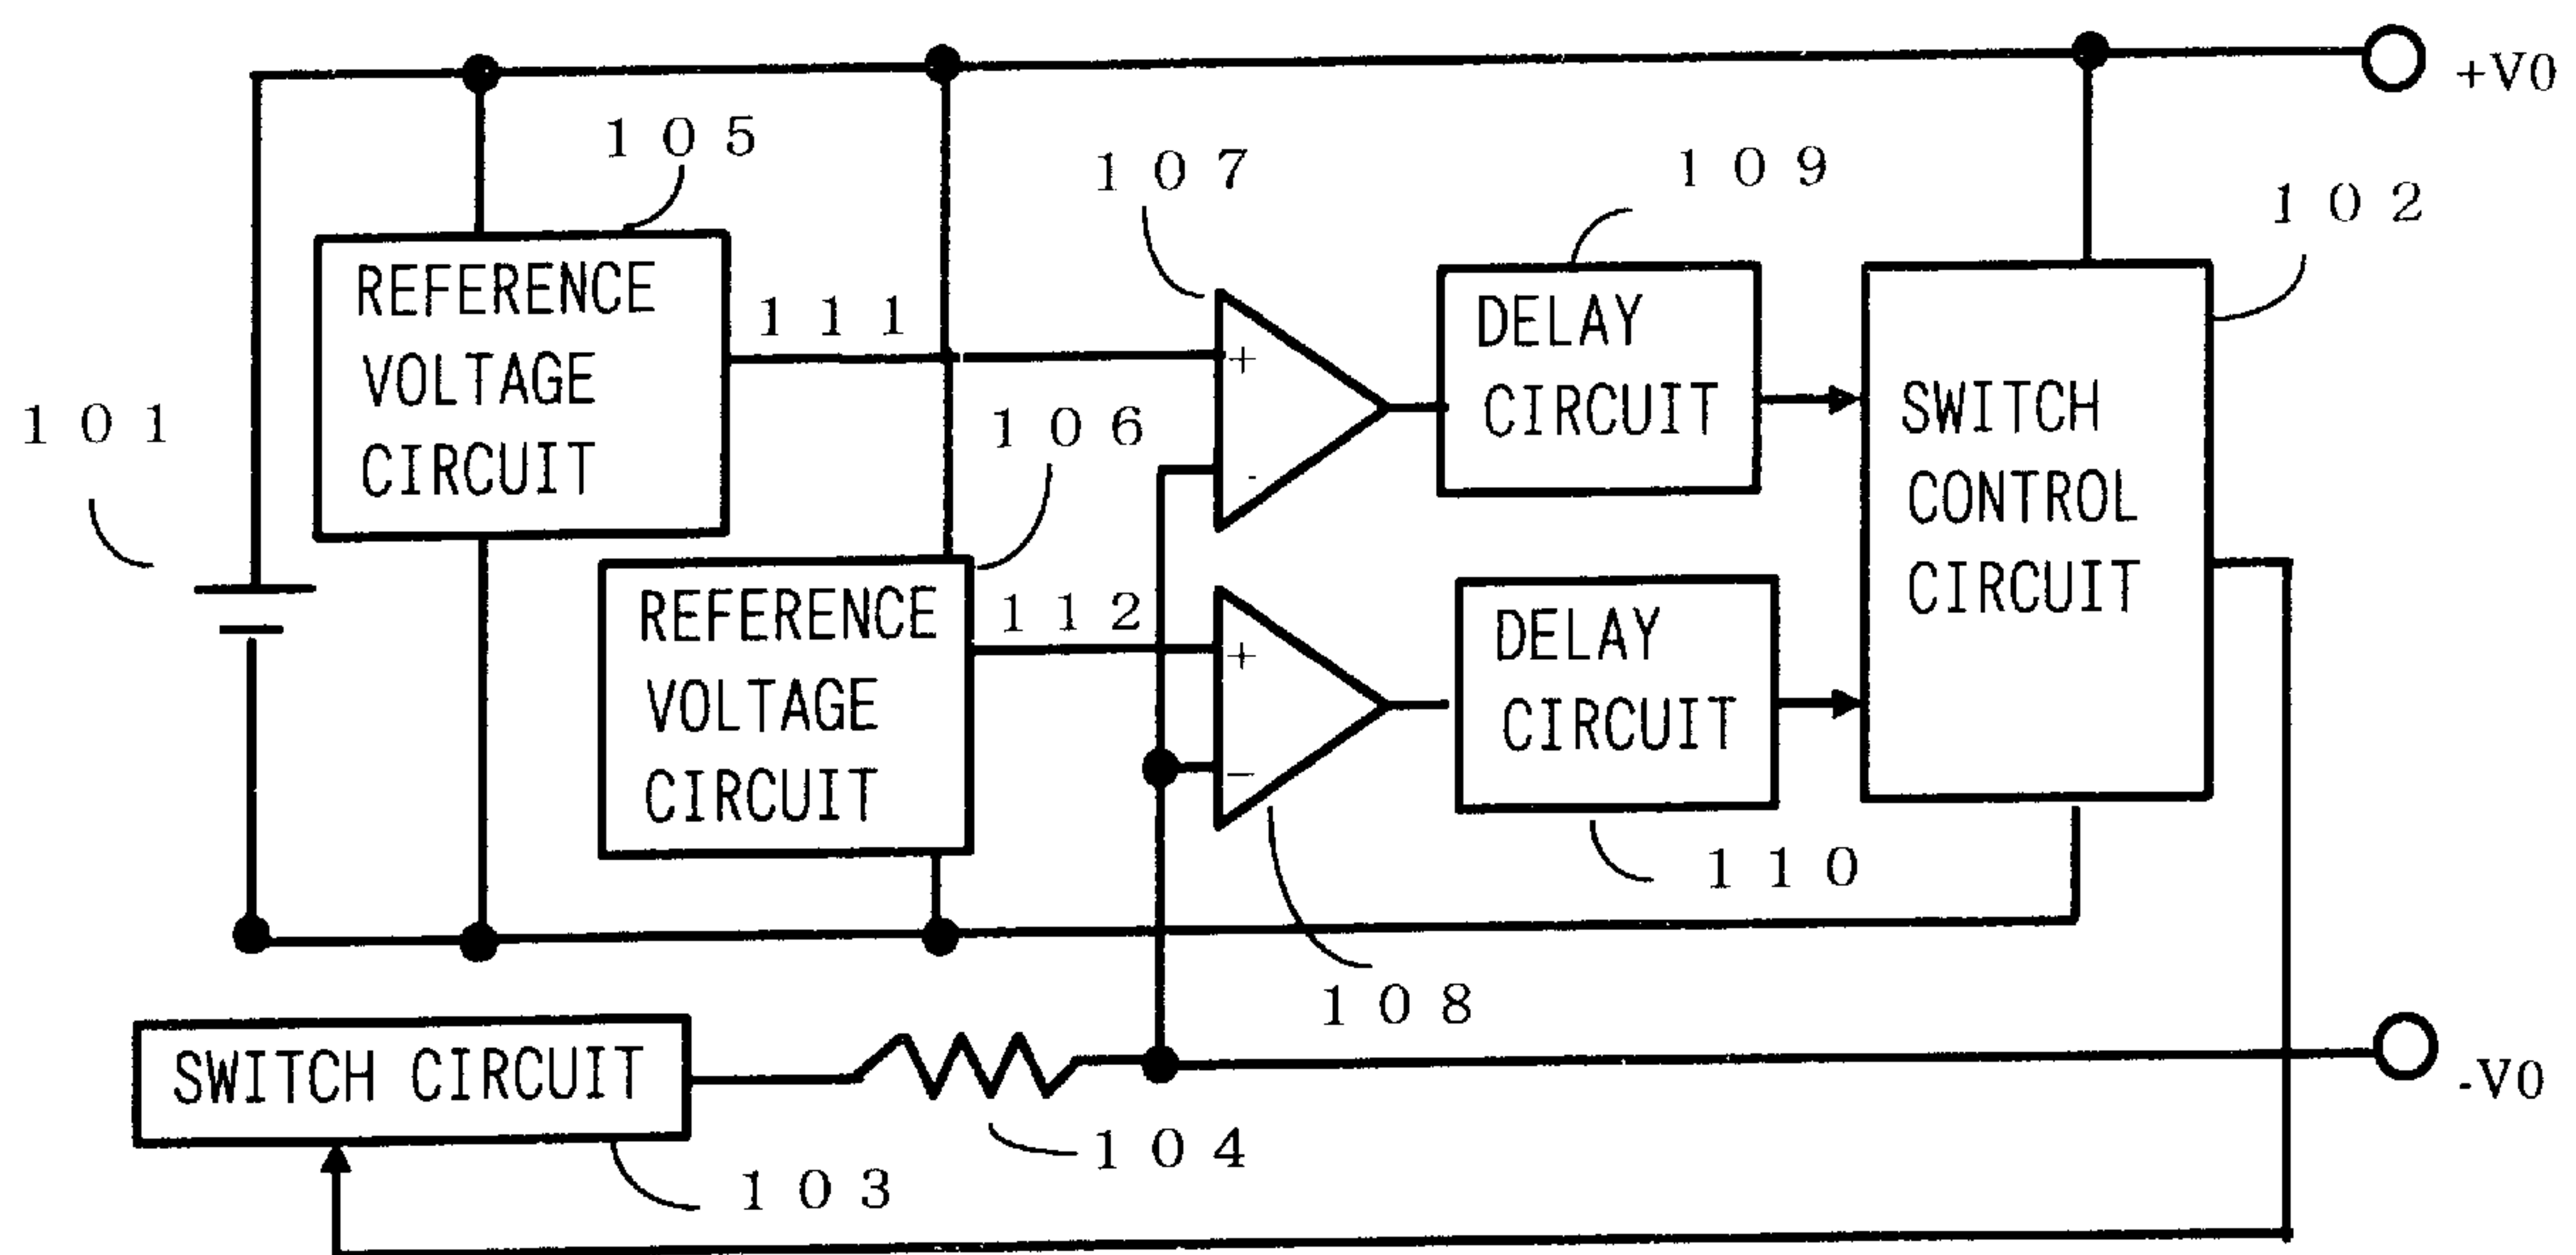 +V0
105
107
109
102
REFERENCE
VOLTAGE
CIRCUIT
111
+
-
DELAY
CIRCUIT
SWITCH
CONTROL
CIRCUIT
101
106
REFERENCE
VOLTAGE
CIRCUIT
112
+
−
DELAY
CIRCUIT
110
108
SWITCH CIRCUIT
-V0
104
103